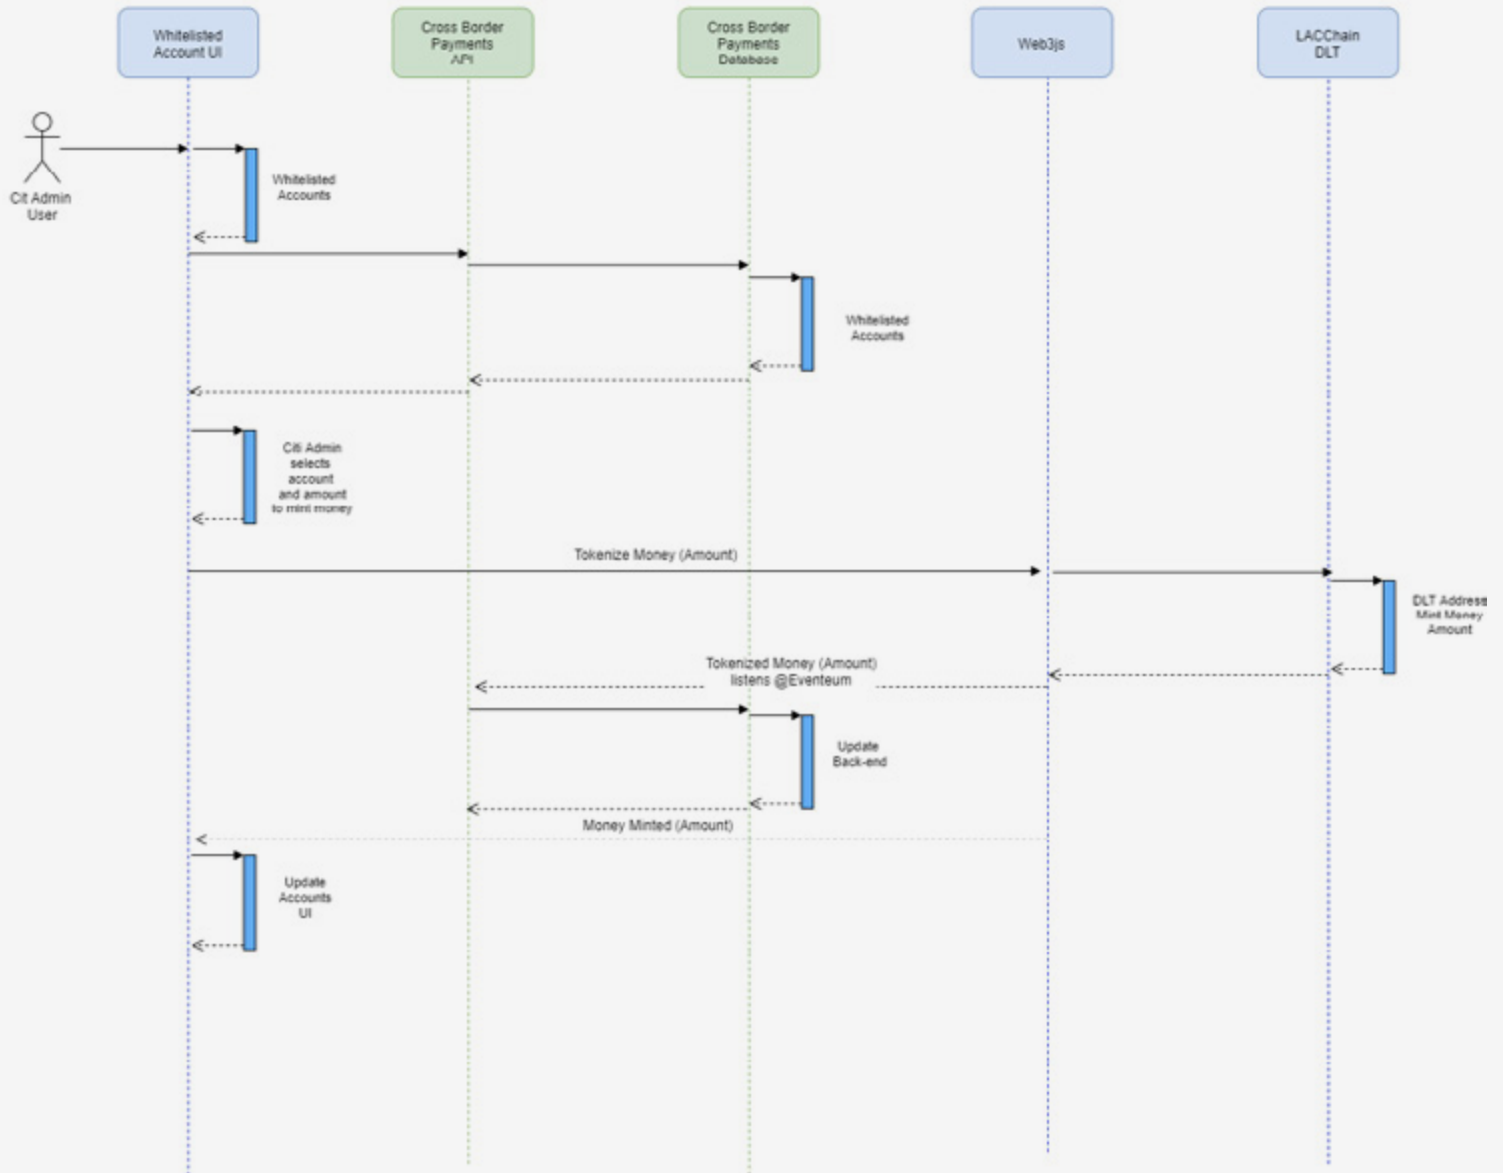 Whitelisted
Account UI
Cross Border
Payments
API
Cross Border
Payments
Database
Web3js
LACChain
DLT
Cit Admin
User
Whitelisted
Accounts
Whitelisted
Accounts
Citi Admin
selects
account
and amount
to mint money
Tokenize Money (Amount)
DLT Address
Mint Money
Amount
Tokenized Money (Amount)
listens @Eventeum
Update
Back-end
Money Minted (Amount)
Update
Accounts
UI